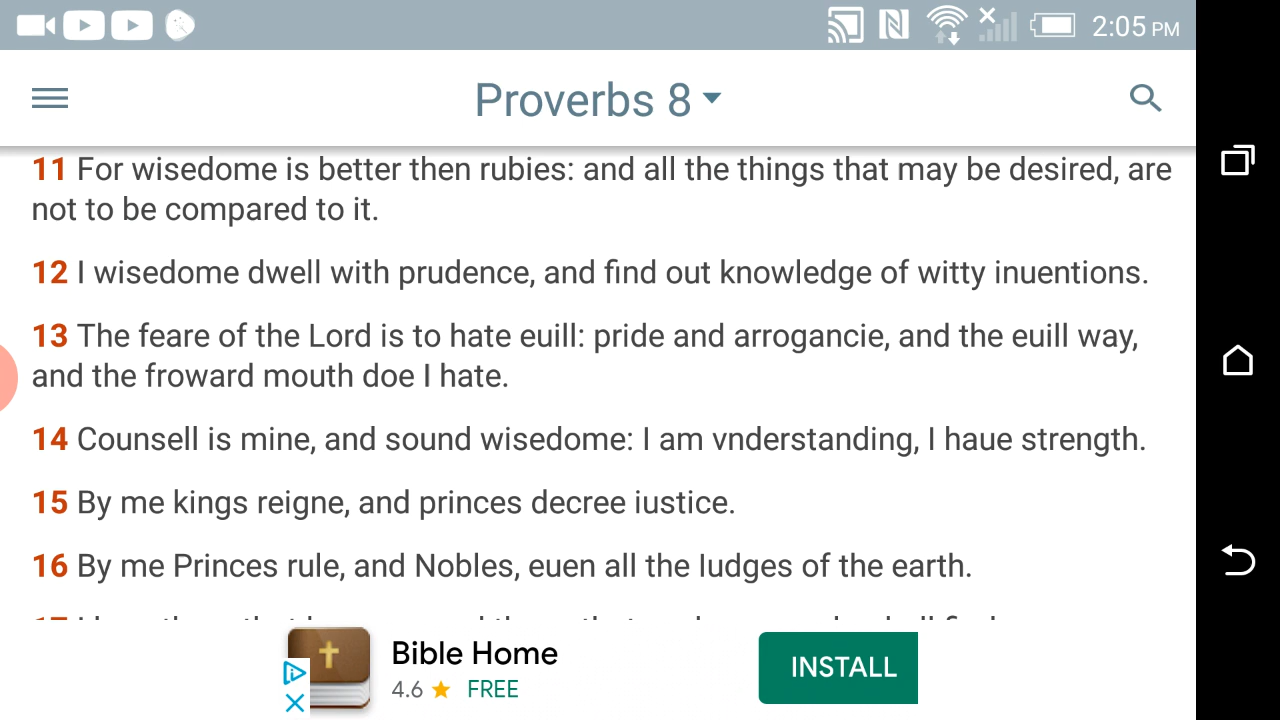 2:05 PM
Proverbs 8
11 For wisedome is better then rubies: and all the things that may be desired, are
not to be compared to it.
12 I wisedome dwell with prudence, and find out knowledge of witty inuentions.
13 The feare of the Lord is to hate euill: pride and arrogancie, and the euill way,
and the froward mouth doe I hate.
14 Counsell is mine, and sound wisedome: I am vnderstanding, I haue strength.
15 By me kings reigne, and princes decree iustice.
16 By me Princes rule, and Nobles, euen all the Iudges of the earth.
Bible Home
4.6 FREE
INSTALL